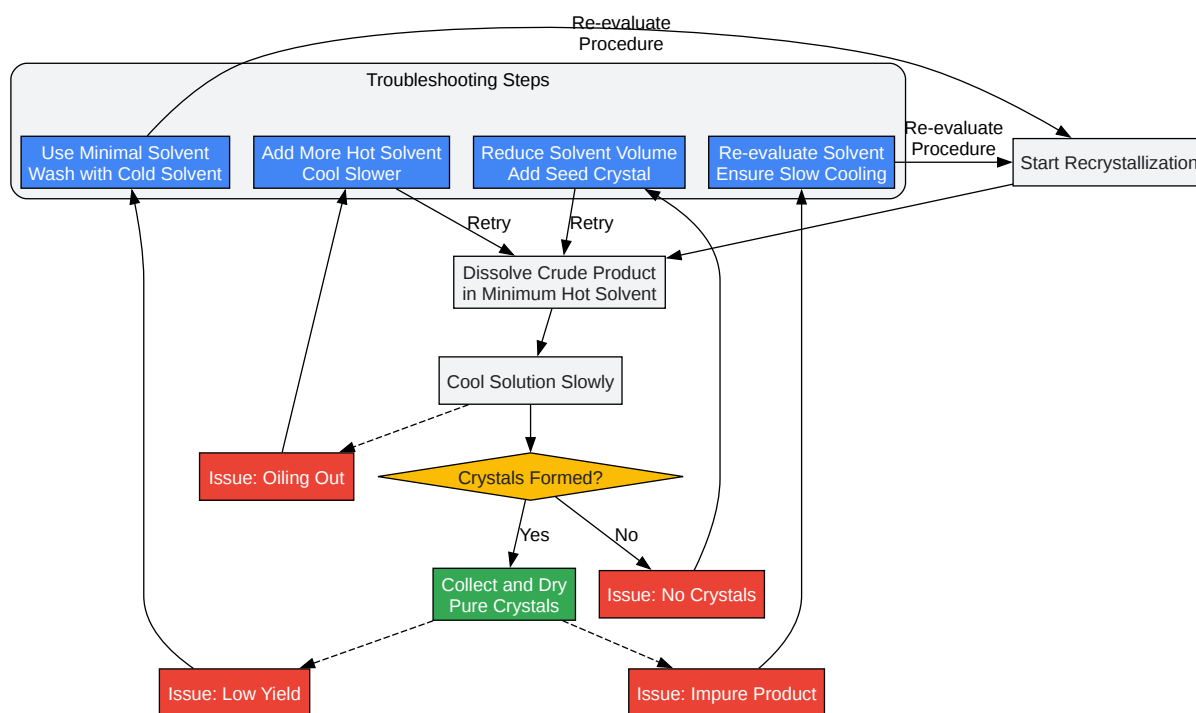 Re-evaluate
Procedure
Troubleshooting Steps
Use Minimal Solvent
Wash with Cold Solvent
Add More Hot Solvent
Cool Slower
Reduce Solvent Volume
Add Seed Crystal
Re-evaluate Solvent
Ensure Slow Cooling
Re-evaluate
Procedure
Start Recrystallization
Retry
Retry
Dissolve Crude Product
in Minimum Hot Solvent
Cool Solution Slowly
Issue: Oiling Out
Crystals Formed?
Yes
No
Collect and Dry
Pure Crystals
Issue: No Crystals
Issue: Low Yield
Issue: Impure Product